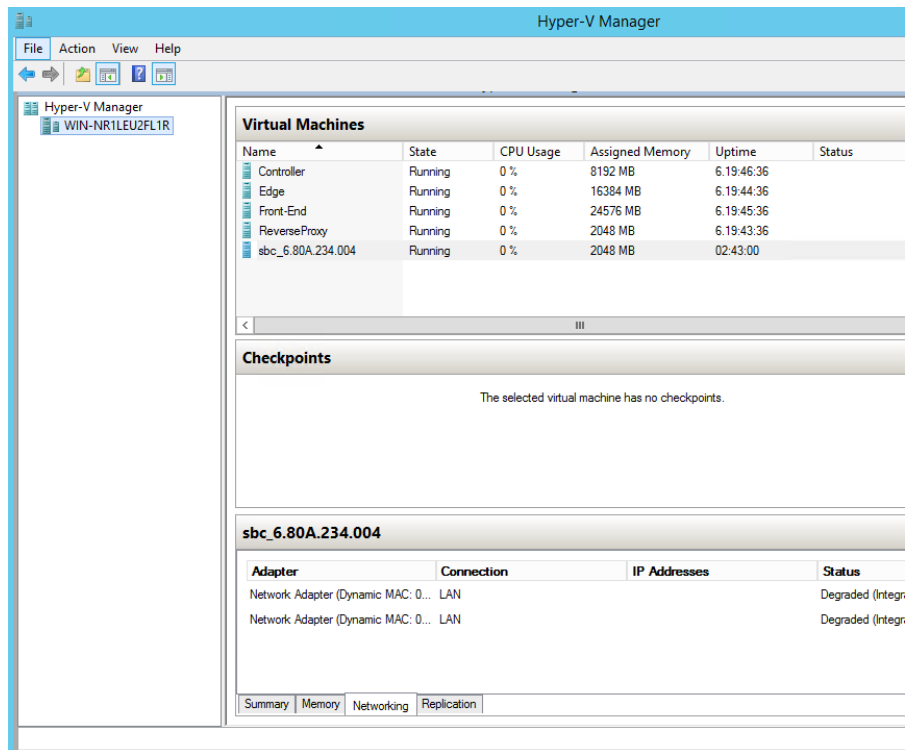 Hyper-V Manager
File Action View Help
Hyper-V Manager
WIN-NR1LEU2FL1R
Virtual Machines
Name State CPU Usage Assigned Memory Uptime Status
Controller Running 0 % 8192 MB 6.19:46:36
Edge Running 0 % 16384 MB 6.19:44:36
Front-End Running 0 % 24576 MB 6.19:45:36
ReverseProxy Running 0 % 2048 MB 6.19:43:36
sbc_6.80A.234.004 Running 0 % 2048 MB 02:43:00
Checkpoints
The selected virtual machine has no checkpoints.
sbc_6.80A.234.004
Adapter Connection IP Addresses Status
Network Adapter (Dynamic MAC: 0... LAN Degraded (Integr
Network Adapter (Dynamic MAC: 0... LAN Degraded (Integr
Summary Memory Networking Replication